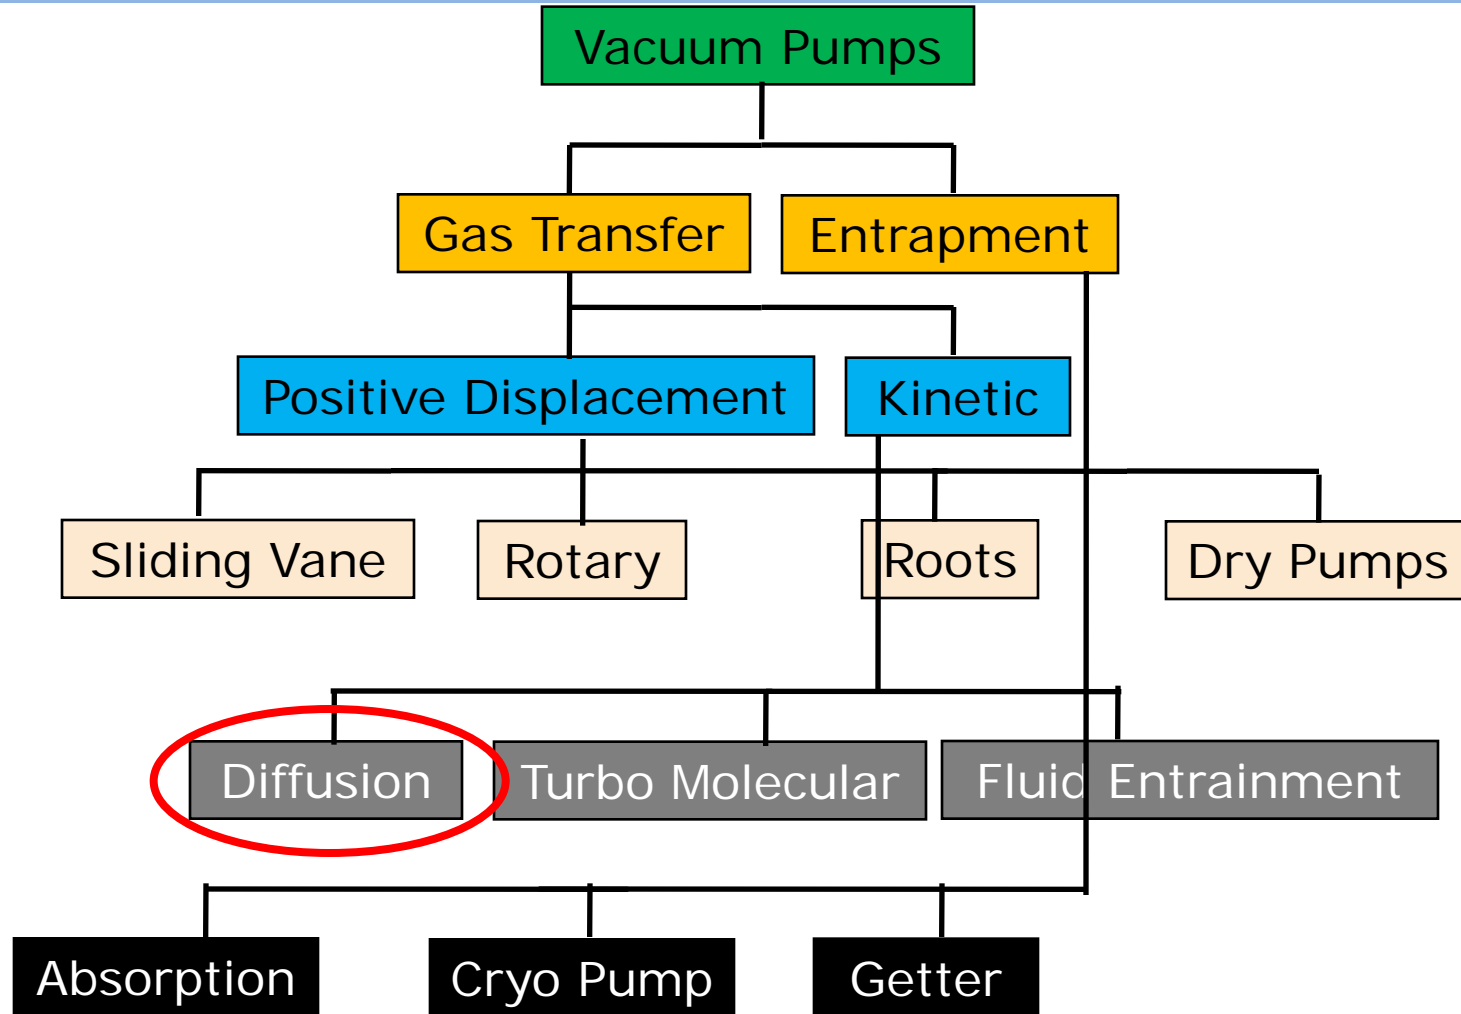 Vacuum Pumps
Gas Transfer
Entrapment
Positive Displacement
Kinetic
Sliding Vane
Rotary
Roots
Dry Pumps
Diffusion
Turbo Molecular
Fluid Entrainment
Absorption
Cryo Pump
Getter